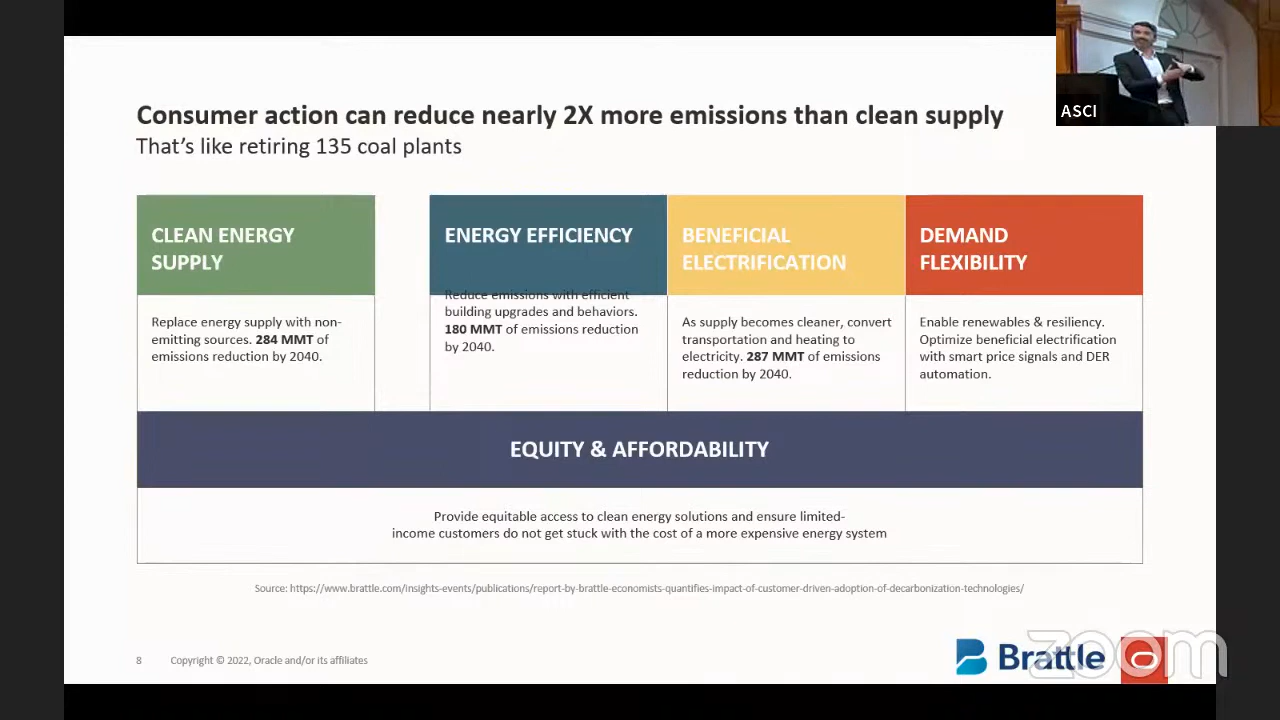 Consumer action can reduce nearly 2X more emissions than clean supply
That's like retiring 135 coal plants
ASCI
CLEAN ENERGY
SUPPLY
Replace energy supply with non-
emitting sources. 284 MMT of
emissions reduction by 2040.
ENERGY EFFICIENCY
Reduce emissions with efficient
building upgrades and behaviors.
180 MMT of emissions reduction
by 2040.
BENEFICIAL
ELECTRIFICATION
As supply becomes cleaner, convert
transportation and heating to
electricity. 287 MMT of emissions
reduction by 2040.
DEMAND
FLEXIBILITY
Enable renewables & resiliency.
Optimize beneficial electrification
with smart price signals and DER
automation.
EQUITY & AFFORDABILITY
Provide equitable access to clean energy solutions and ensure limited-
income customers do not get stuck with the cost of a more expensive energy system
Source: https://www.brattle.com/insights-events/publications/report-by-brattle-economists-quantifies-impact-of-customer-driven-adoption-of-decarbonization-technologies/
8
Copyright © 2022, Oracle and/or its affiliates
Brattle
zoom